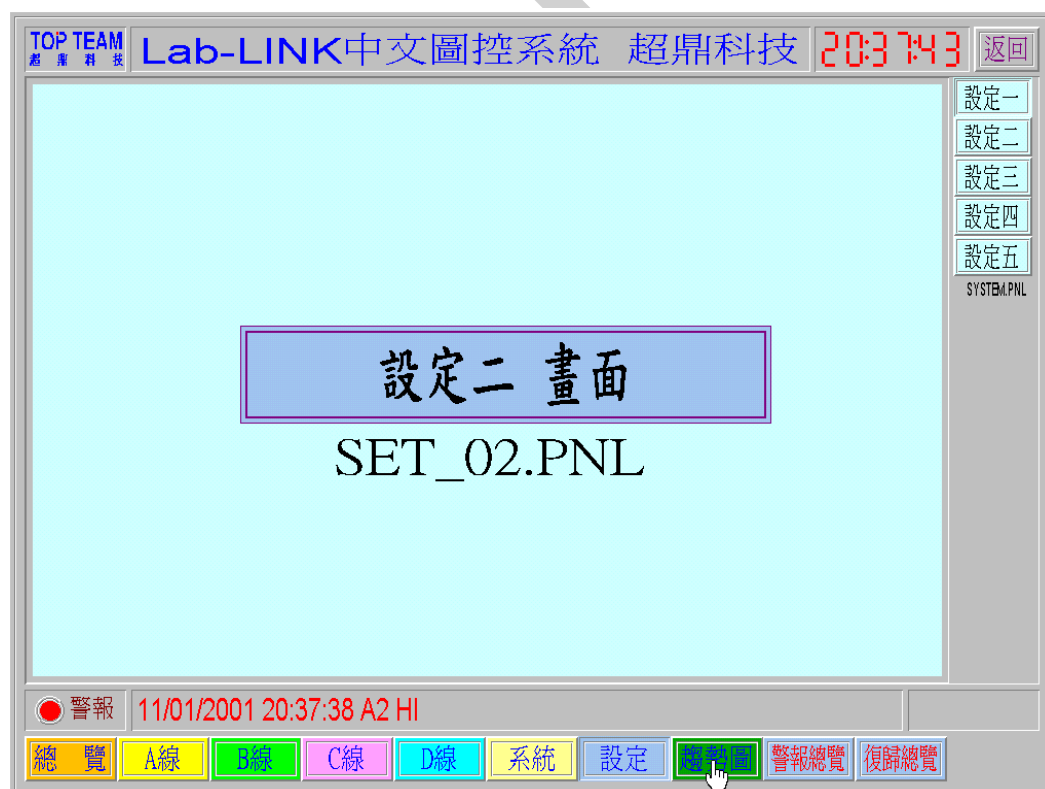 TOP TEAM
超鼎科技
Lab-LINK中文圖控系統 超鼎科技
20:37:43
返回
設定一
設定二
設定三
設定四
設定五
SYSTEM.PNL
設定二 畫面
SET_02.PNL
警報
11/01/2001 20:37:38 A2 HI
總 覽
A線
B線
C線
D線
系統
設定
趨勢圖
警報總覽
復歸總覽